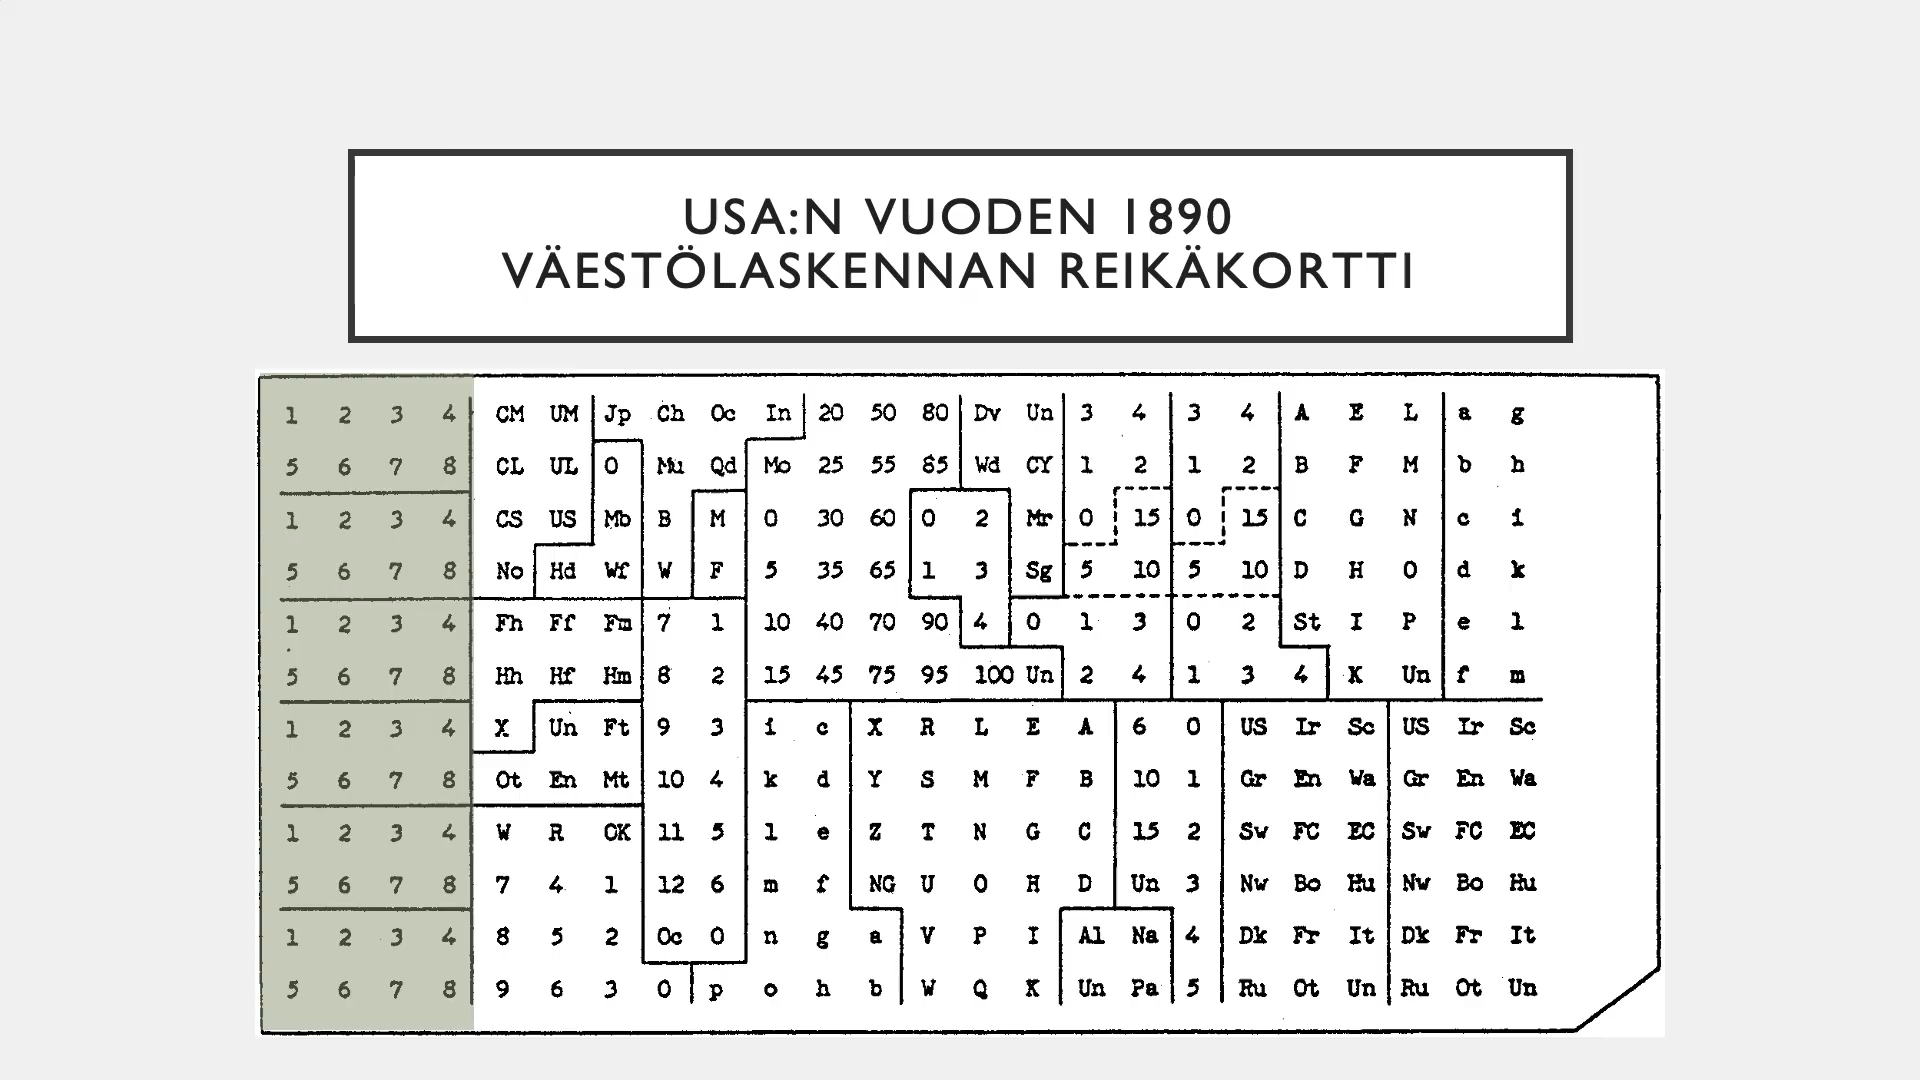 USA:N VUODEN 1890
VÄESTÖLASKENNAN REIKÄKORTTI
1 2 3 4 CM UM Jp Ch Oc In 20 50 80 Dv Un 3 4 3 4 A E L a g
5 6 7 8 CL UL O Mu Qd Mo 25 55 85 Wd CY 1 2 1 2 B F M b h
1 2 3 4 CS US Mb B M 0 30 60 0 2 Mr 0 15 0 15 C G N c i
5 6 7 8 No Hd Wf W F 5 35 65 1 3 Sg 5 10 5 10 D H O d k
1 2 3 4 Fh Ff Fm 7 1 10 40 70 90 4 0 1 3 0 2 St I P e l
5 6 7 8 Hh Hf Hm 8 2 15 45 75 95 100 Un 2 4 1 3 4 K Un f m
1 2 3 4 X Un Ft 9 3 i c X R L E A 6 0 US Ir Sc US Ir Sc
5 6 7 8 Ot En Mt 10 4 k d Y S M F B 10 1 Gr En Wa Gr En Wa
1 2 3 4 W R OK 11 5 l e Z T N G C 15 2 Sw FC EC Sw FC EC
5 6 7 8 7 4 1 12 6 m f NG U O H D Un 3 Nw Bo Hu Nw Bo Hu
1 2 3 4 8 5 2 Oc 0 n g a V P I Al Na 4 Dk Fr It Dk Fr It
5 6 7 8 9 6 3 0 p o h b W Q K Un Pa 5 Ru Ot Un Ru Ot Un